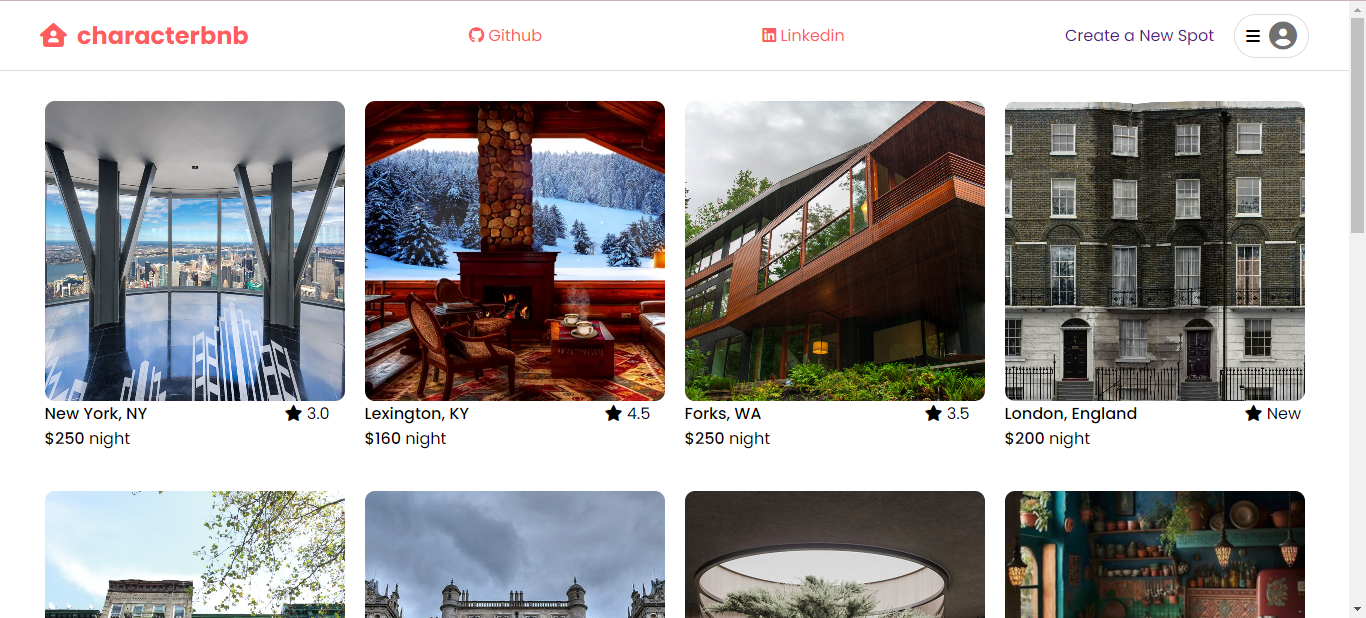 characterbnb
Github
Linkedin
Create a New Spot
New York, NY
3.0
$250 night
Lexington, KY
4.5
$160 night
Forks, WA
3.5
$250 night
London, England
New
$200 night